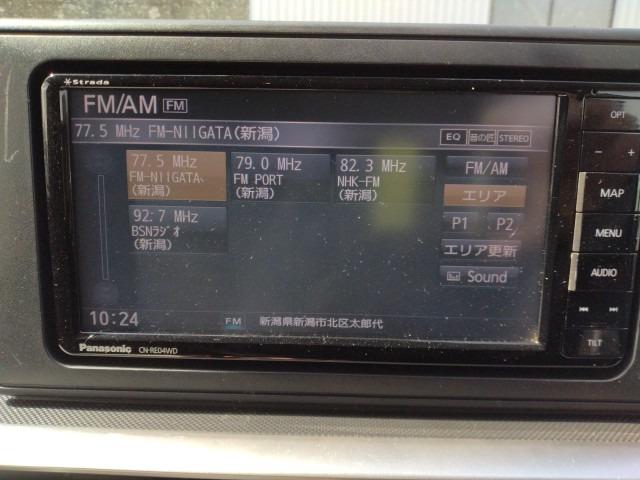 Strada
FM/AM FM
77.5 MHz FM-NIIGATA(新潟)
EQ 音の匠 STEREO
77.5 MHz
FM-NIIGATA
(新潟)
79.0 MHz
FM PORT
(新潟)
82.3 MHz
NHK-FM
(新潟)
92.7 MHz
BSNﾗｼﾞｵ
(新潟)
FM/AM
エリア
P1 P2
エリア更新
Sound
10:24 FM 新潟県新潟市北区太郎代
Panasonic CN-RE04WD
OPT
- +
MAP
MENU
AUDIO
TILT